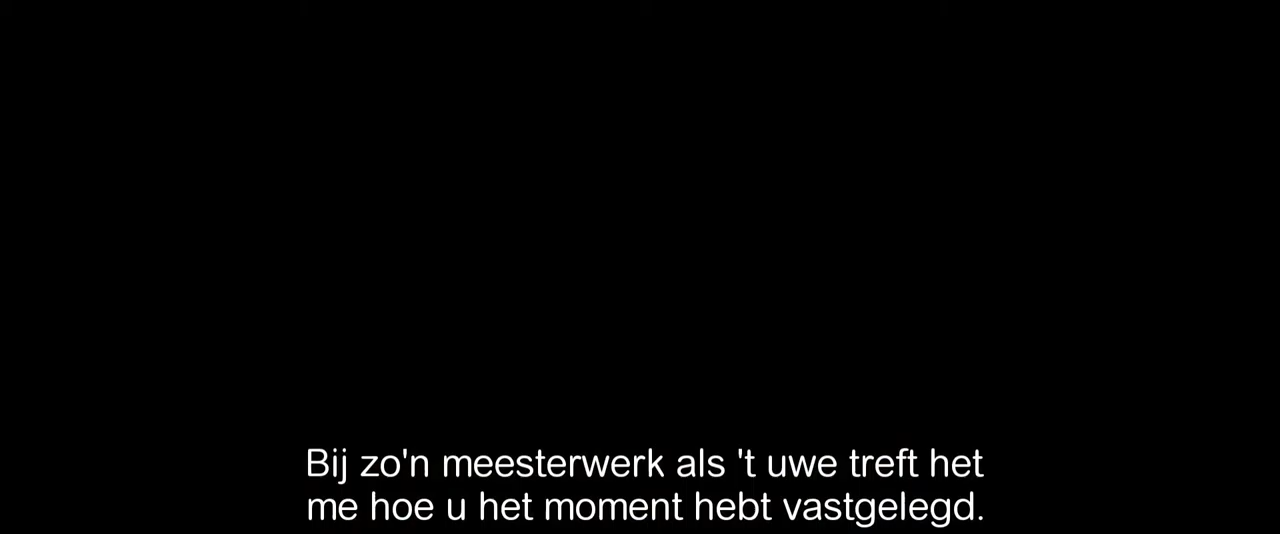 Bij zo'n meesterwerk als 't uwe treft het
me hoe u het moment hebt vastgelegd.